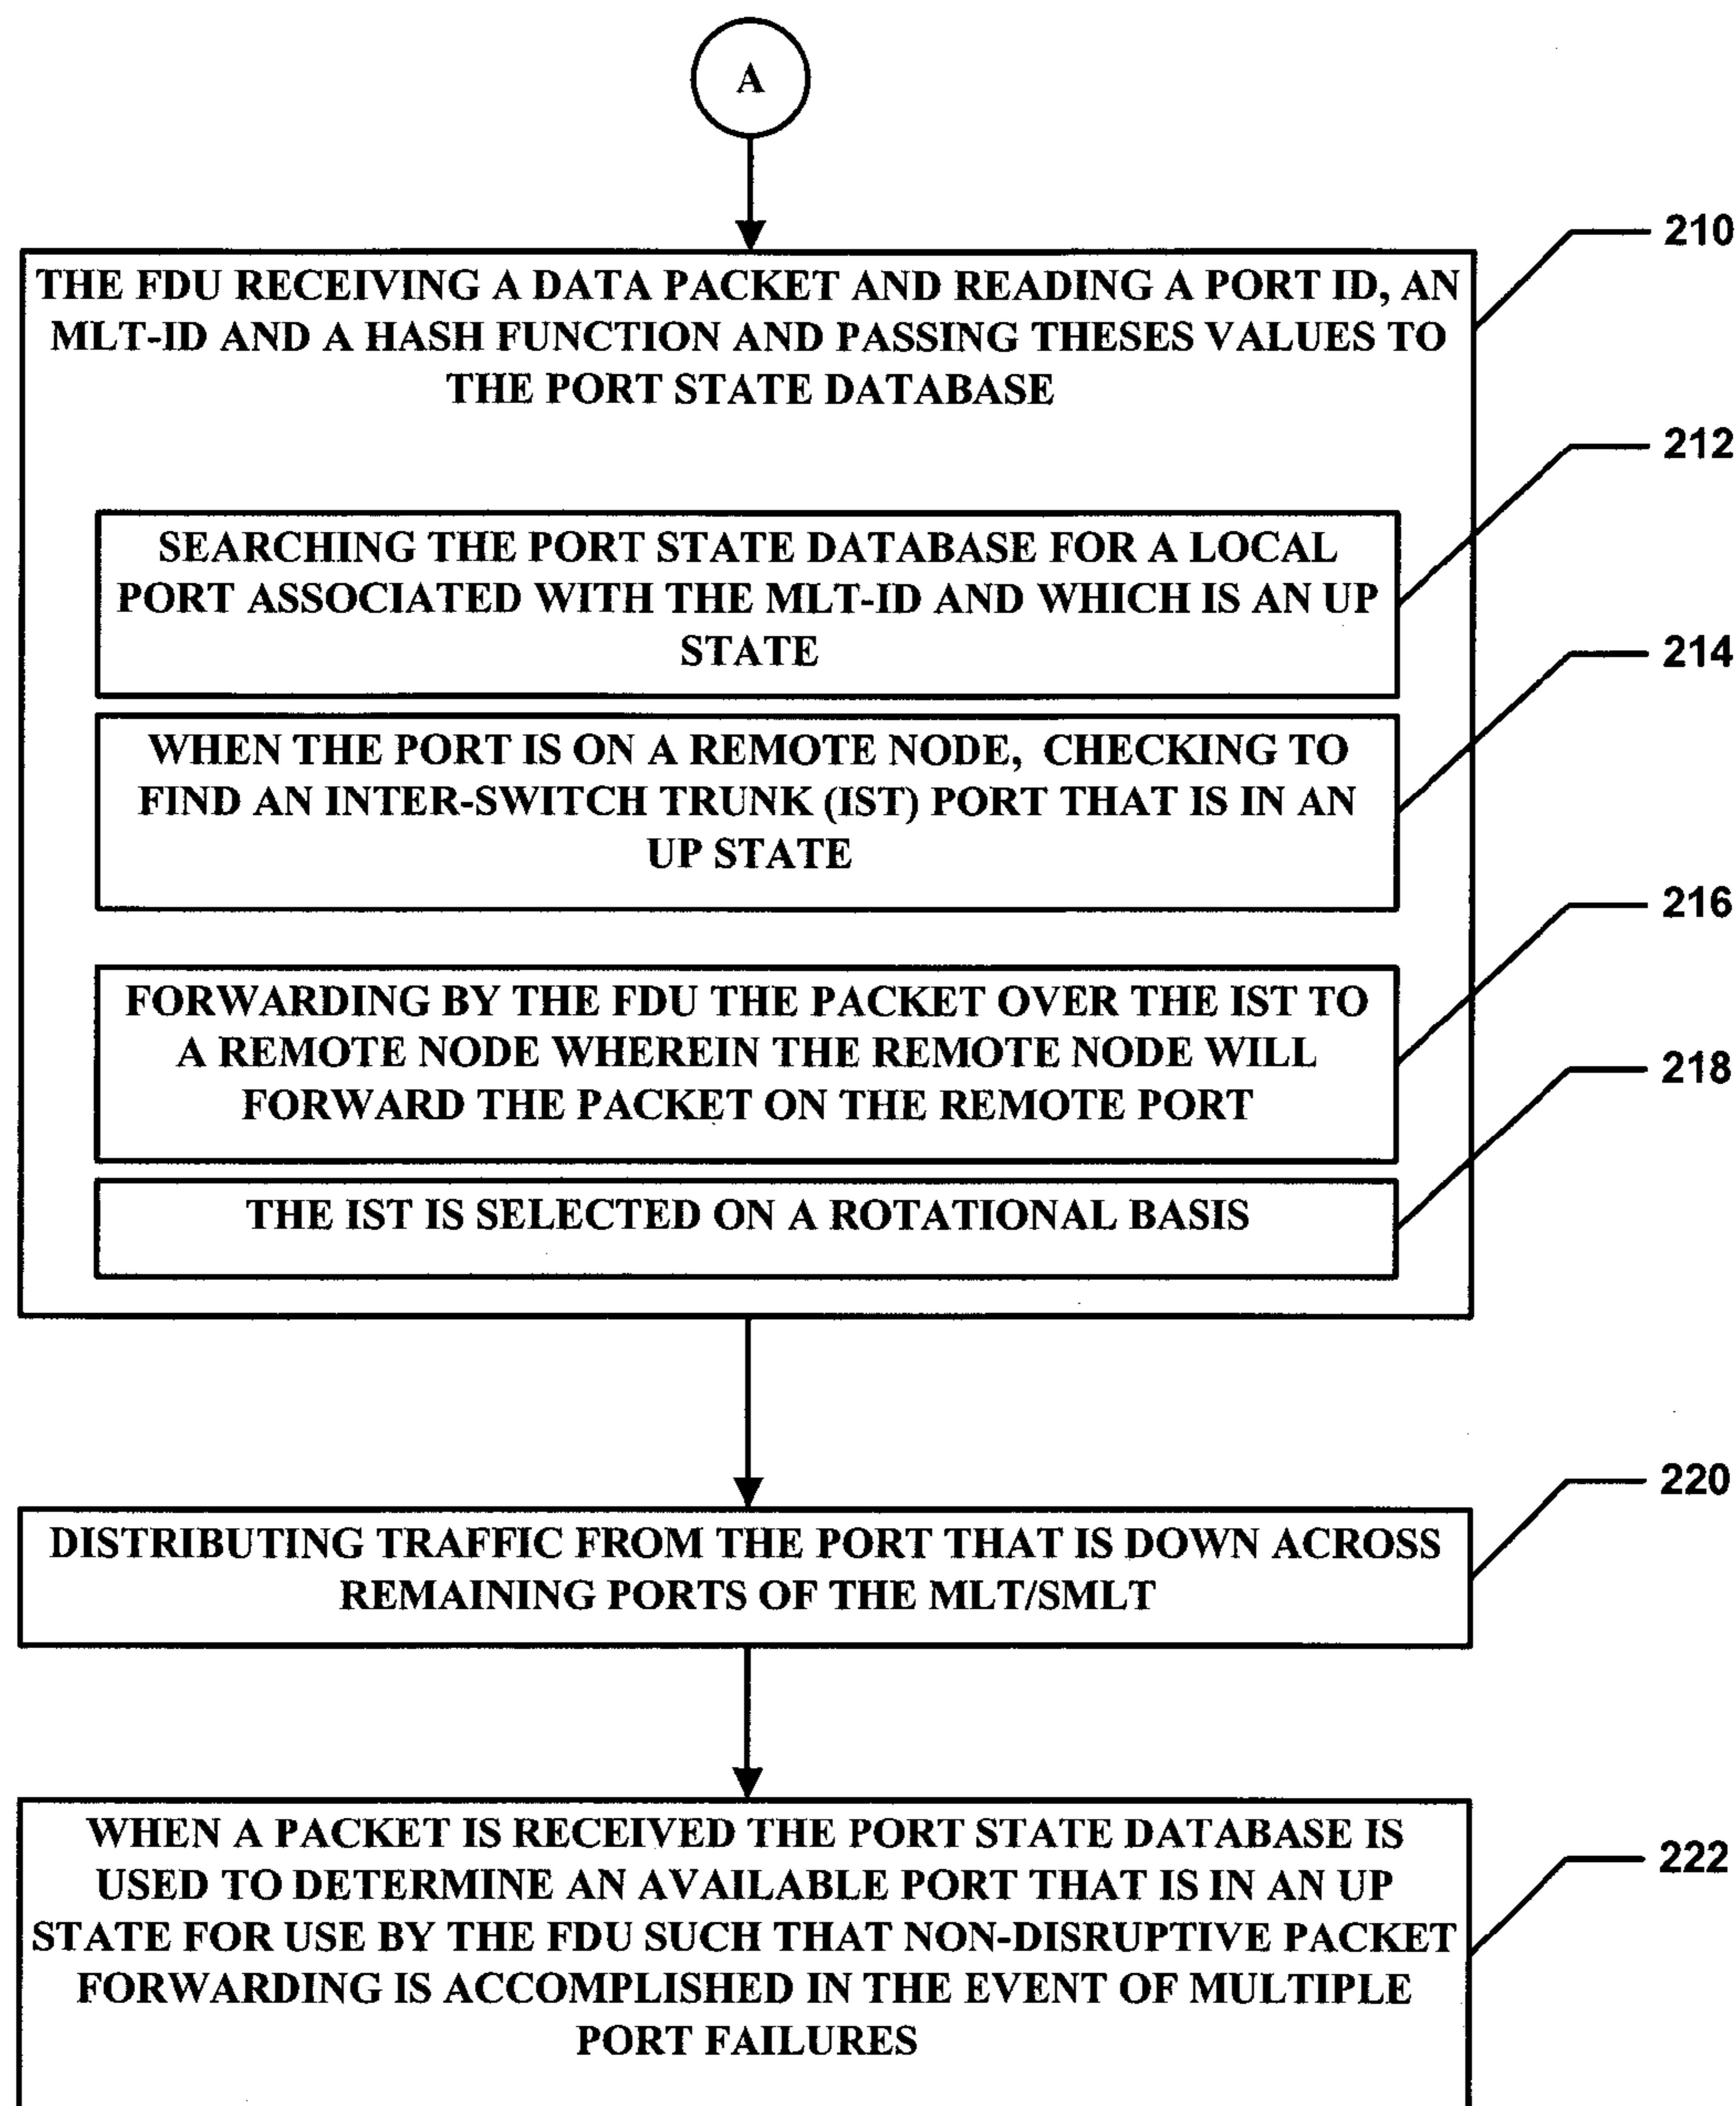 A
210
THE FDU RECEIVING A DATA PACKET AND READING A PORT ID, AN
MLT-ID AND A HASH FUNCTION AND PASSING THESES VALUES TO
THE PORT STATE DATABASE
212
SEARCHING THE PORT STATE DATABASE FOR A LOCAL
PORT ASSOCIATED WITH THE MLT-ID AND WHICH IS AN UP
STATE
214
WHEN THE PORT IS ON A REMOTE NODE, CHECKING TO
FIND AN INTER-SWITCH TRUNK (IST) PORT THAT IS IN AN
UP STATE
216
FORWARDING BY THE FDU THE PACKET OVER THE IST TO
A REMOTE NODE WHEREIN THE REMOTE NODE WILL
FORWARD THE PACKET ON THE REMOTE PORT
218
THE IST IS SELECTED ON A ROTATIONAL BASIS
220
DISTRIBUTING TRAFFIC FROM THE PORT THAT IS DOWN ACROSS
REMAINING PORTS OF THE MLT/SMLT
222
WHEN A PACKET IS RECEIVED THE PORT STATE DATABASE IS
USED TO DETERMINE AN AVAILABLE PORT THAT IS IN AN UP
STATE FOR USE BY THE FDU SUCH THAT NON-DISRUPTIVE PACKET
FORWARDING IS ACCOMPLISHED IN THE EVENT OF MULTIPLE
PORT FAILURES